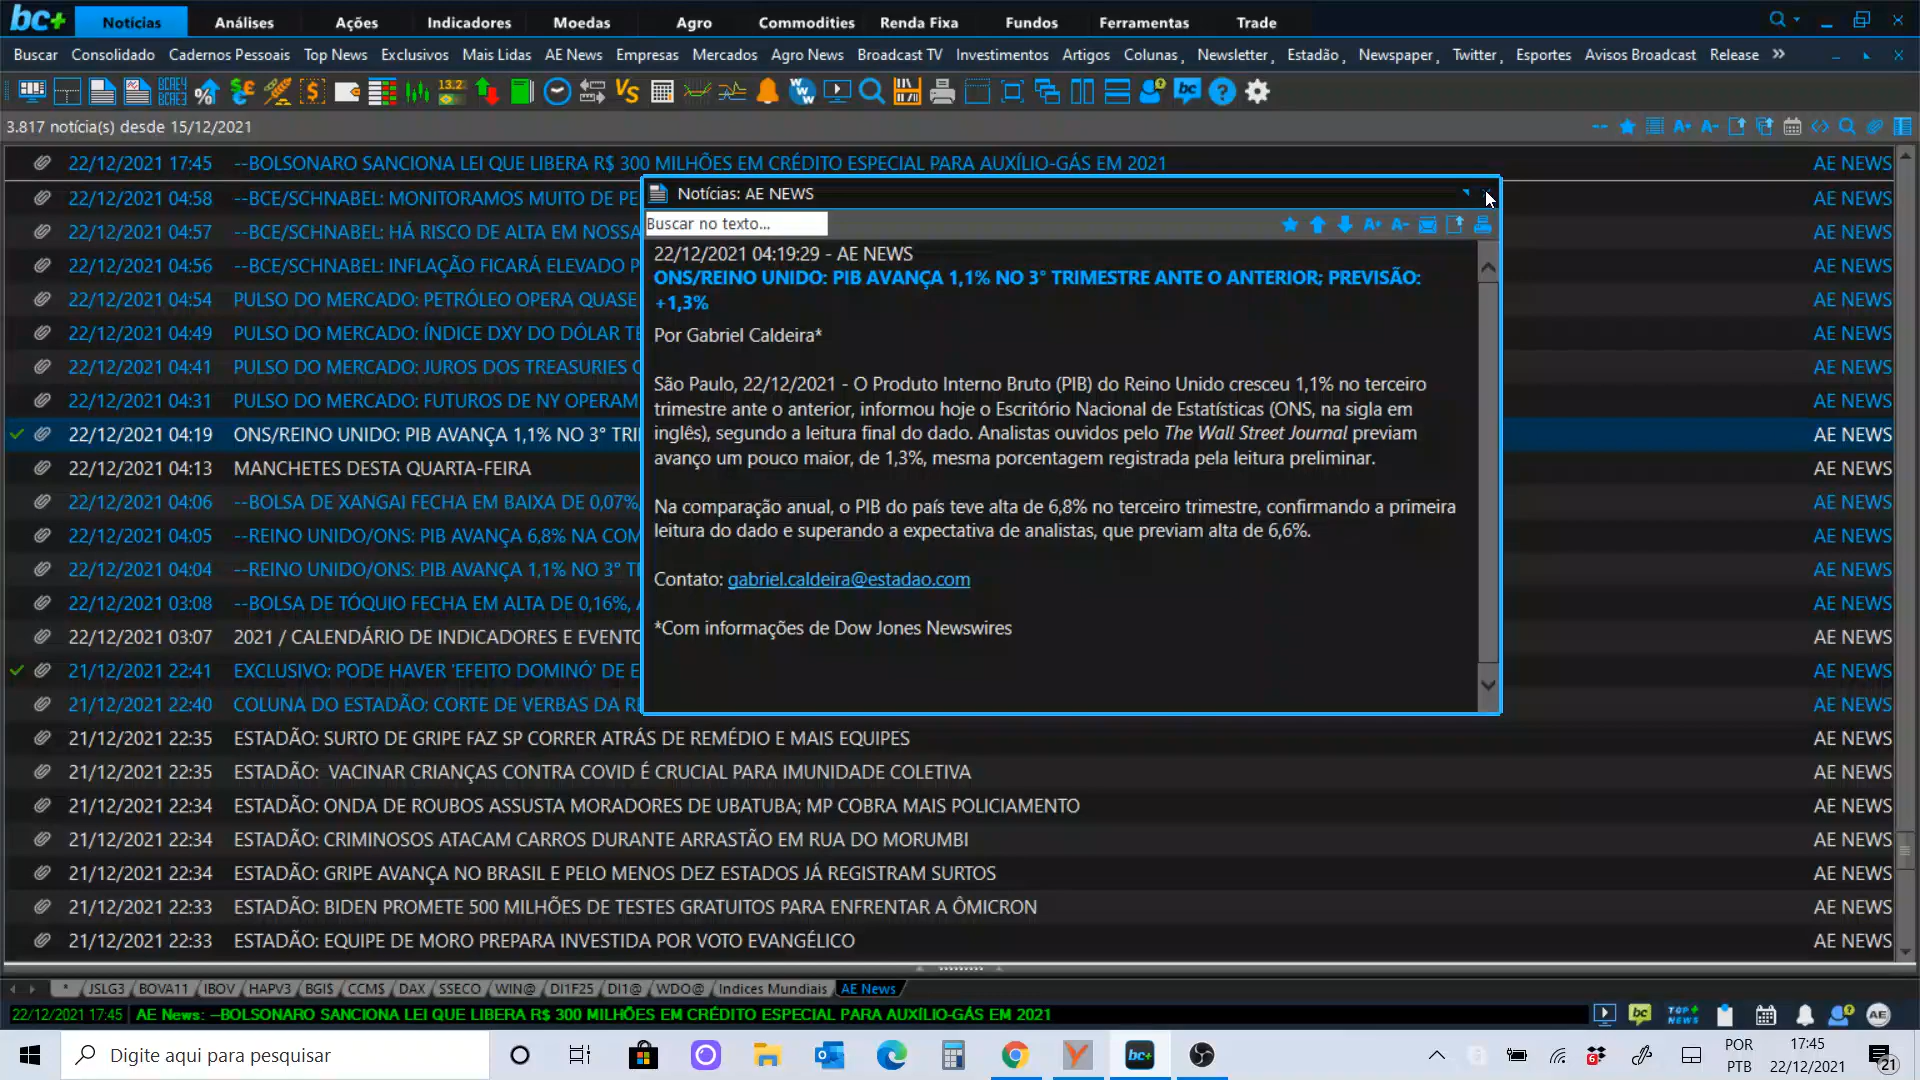 bc+ Notícias Análises Ações Indicadores Moedas Agro Commodities Renda Fixa Fundos Ferramentas Trade
Buscar Consolidado Cadernos Pessoais Top News Exclusivos Mais Lidas AE News Empresas Mercados Agro News Broadcast TV Investimentos Artigos Colunas Newsletter Estadão Newspaper Twitter Esportes Avisos Broadcast Release »
3.817 notícia(s) desde 15/12/2021
22/12/2021 17:45 --BOLSONARO SANCIONA LEI QUE LIBERA R$ 300 MILHÕES EM CRÉDITO ESPECIAL PARA AUXÍLIO-GÁS EM 2021 AE NEWS
22/12/2021 04:58 --BCE/SCHNABEL: MONITORAMOS MUITO DE PE AE NEWS
22/12/2021 04:57 --BCE/SCHNABEL: HÁ RISCO DE ALTA EM NOSSA AE NEWS
22/12/2021 04:56 --BCE/SCHNABEL: INFLAÇÃO FICARÁ ELEVADO P AE NEWS
22/12/2021 04:54 PULSO DO MERCADO: PETRÓLEO OPERA QUASE AE NEWS
22/12/2021 04:49 PULSO DO MERCADO: ÍNDICE DXY DO DÓLAR TE AE NEWS
22/12/2021 04:41 PULSO DO MERCADO: JUROS DOS TREASURIES AE NEWS
22/12/2021 04:31 PULSO DO MERCADO: FUTUROS DE NY OPERAM AE NEWS
22/12/2021 04:19 ONS/REINO UNIDO: PIB AVANÇA 1,1% NO 3° TRI AE NEWS
22/12/2021 04:13 MANCHETES DESTA QUARTA-FEIRA AE NEWS
22/12/2021 04:06 --BOLSA DE XANGAI FECHA EM BAIXA DE 0,07%, AE NEWS
22/12/2021 04:05 --REINO UNIDO/ONS: PIB AVANÇA 6,8% NA COM AE NEWS
22/12/2021 04:04 --REINO UNIDO/ONS: PIB AVANÇA 1,1% NO 3° T AE NEWS
22/12/2021 03:08 --BOLSA DE TÓQUIO FECHA EM ALTA DE 0,16%, AE NEWS
22/12/2021 03:07 2021 / CALENDÁRIO DE INDICADORES E EVENTO AE NEWS
21/12/2021 22:41 EXCLUSIVO: PODE HAVER 'EFEITO DOMINÓ' DE E AE NEWS
21/12/2021 22:40 COLUNA DO ESTADÃO: CORTE DE VERBAS DA RE AE NEWS
21/12/2021 22:35 ESTADÃO: SURTO DE GRIPE FAZ SP CORRER ATRÁS DE REMÉDIO E MAIS EQUIPES AE NEWS
21/12/2021 22:35 ESTADÃO: VACINAR CRIANÇAS CONTRA COVID É CRUCIAL PARA IMUNIDADE COLETIVA AE NEWS
21/12/2021 22:34 ESTADÃO: ONDA DE ROUBOS ASSUSTA MORADORES DE UBATUBA; MP COBRA MAIS POLICIAMENTO AE NEWS
21/12/2021 22:34 ESTADÃO: CRIMINOSOS ATACAM CARROS DURANTE ARRASTÃO EM RUA DO MORUMBI AE NEWS
21/12/2021 22:34 ESTADÃO: GRIPE AVANÇA NO BRASIL E PELO MENOS DEZ ESTADOS JÁ REGISTRAM SURTOS AE NEWS
21/12/2021 22:33 ESTADÃO: BIDEN PROMETE 500 MILHÕES DE TESTES GRATUITOS PARA ENFRENTAR A ÔMICRON AE NEWS
21/12/2021 22:33 ESTADÃO: EQUIPE DE MORO PREPARA INVESTIDA POR VOTO EVANGÉLICO AE NEWS
Notícias: AE NEWS
Buscar no texto...
22/12/2021 04:19:29 - AE NEWS
ONS/REINO UNIDO: PIB AVANÇA 1,1% NO 3° TRIMESTRE ANTE O ANTERIOR; PREVISÃO:
+1,3%
Por Gabriel Caldeira*
São Paulo, 22/12/2021 - O Produto Interno Bruto (PIB) do Reino Unido cresceu 1,1% no terceiro
trimestre ante o anterior, informou hoje o Escritório Nacional de Estatísticas (ONS, na sigla em
inglês), segundo a leitura final do dado. Analistas ouvidos pelo The Wall Street Journal previam
avanço um pouco maior, de 1,3%, mesma porcentagem registrada pela leitura preliminar.
Na comparação anual, o PIB do país teve alta de 6,8% no terceiro trimestre, confirmando a primeira
leitura do dado e superando a expectativa de analistas, que previam alta de 6,6%.
Contato: gabriel.caldeira@estadao.com
*Com informações de Dow Jones Newswires
* JSLG3 BOVA11 IBOV HAPV3 BGI$ CCM$ DAX SSECO WIN@ DI1F25 DI1@ WDO@ Indices Mundiais AE News
22/12/2021 17:45 AE News: --BOLSONARO SANCIONA LEI QUE LIBERA R$ 300 MILHÕES EM CRÉDITO ESPECIAL PARA AUXÍLIO-GÁS EM 2021 bc TOP+ NEWS AE
Digite aqui para pesquisar bc+ POR 17:45
PTB 22/12/2021 21